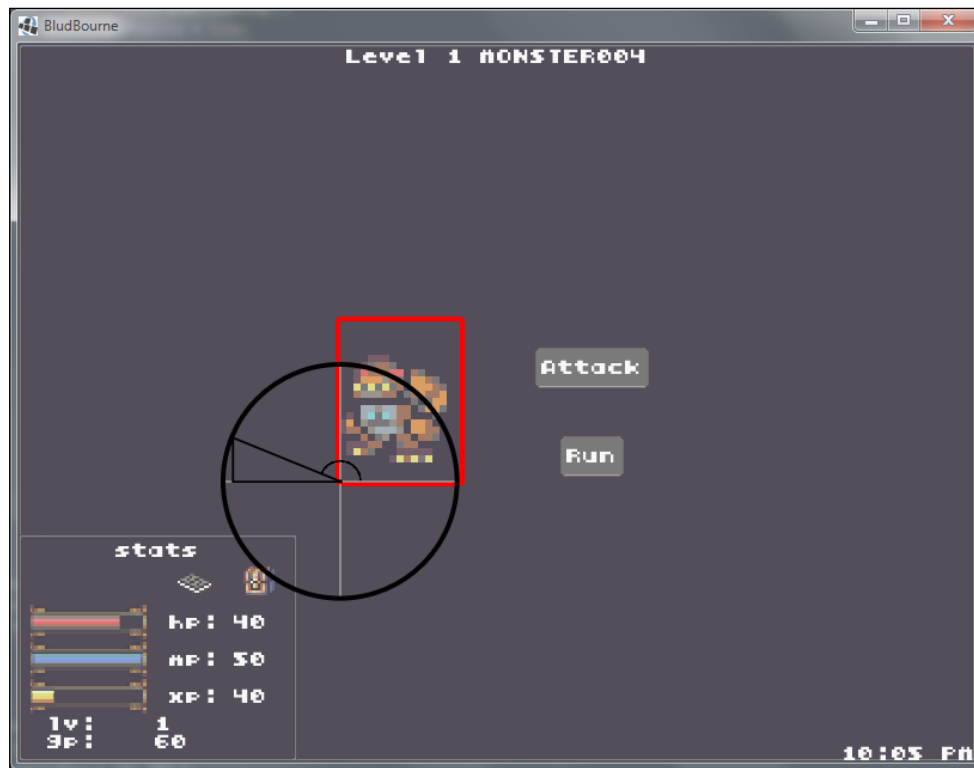 BludBourne
Level 1 MONSTER004
Attack
Run
stats
hp: 40
mp: 50
xp: 40
lv: 1
gp: 60
10:05 PM